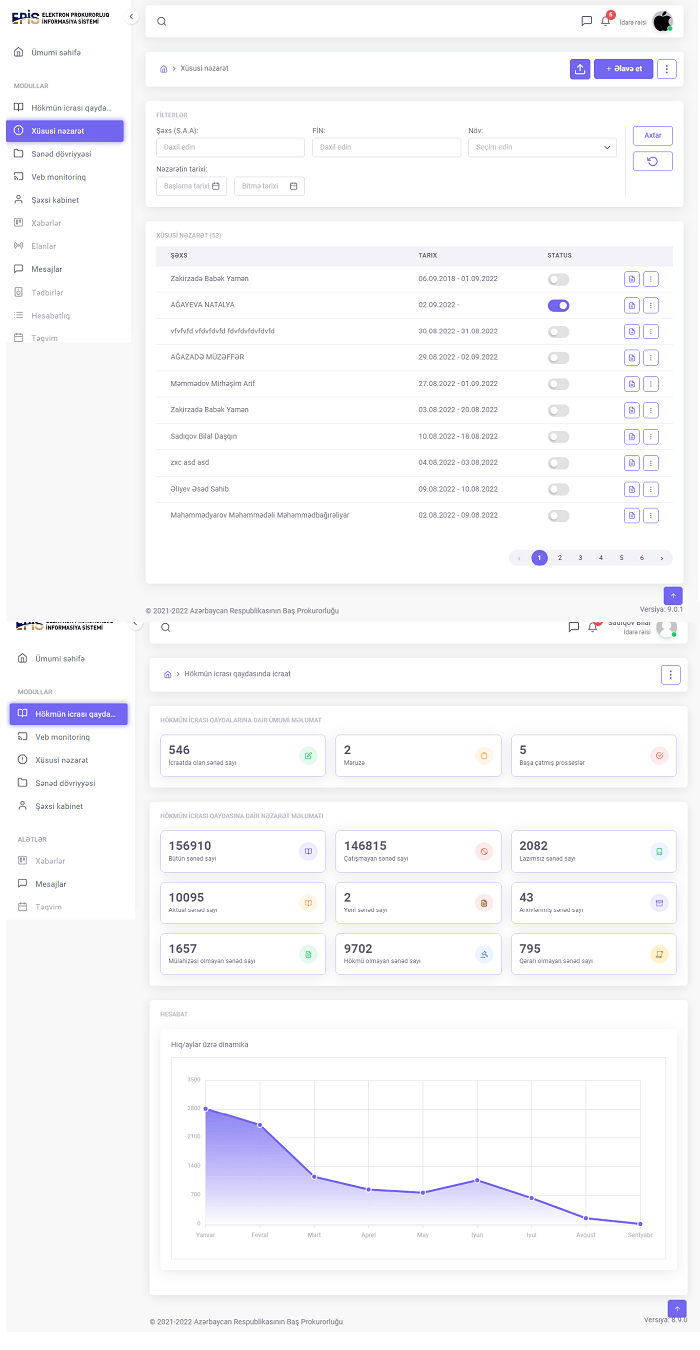 EPİS ELEKTRON PROKURORLUQ
İNFORMASİYA SİSTEMİ
5
İdarə rəisi
Ümumi səhifə
Xüsusi nəzarət
+ Əlavə et
MODULLAR
Hökmün icrası qayda...
Xüsusi nəzarət
Sənəd dövriyyəsi
Veb monitorinq
Şəxsi kabinet
Xəbərlər
Elanlar
Mesajlar
Tədbirlər
Hesabatlıq
Təqvim
FİLTERLƏR
Şəxs (S.A.A):
FİN:
Növ:
Daxil edin
Daxil edin
Seçim edin
Axtar
Nəzarətin tarixi:
Başlama tarixi
Bitmə tarixi
XÜSUSİ NƏZARƏT (53)
ŞƏXS TARIX STATUS
Zakirzadə Babək Yamən 06.09.2018 - 01.09.2022
AĞAYEVA NATALYA 02.09.2022 -
vfvfvfd vfdvfdvfd fdvfdvfdvfdvfd 30.08.2022 - 31.08.2022
AĞAZADƏ MÜZƏFFƏR 29.08.2022 - 02.09.2022
Məmmədov Mirhəşim Arif 27.08.2022 - 01.09.2022
Zakirzadə Babək Yamən 03.08.2022 - 20.08.2022
Sadıqov Bilal Daşqın 10.08.2022 - 18.08.2022
zxc asd asd 04.08.2022 - 03.08.2022
Əliyev Əsəd Sahib 09.08.2022 - 10.08.2022
Məhəmmədyarov Məhəmmədəli Məhəmmədbağırəliyar 02.08.2022 - 09.08.2022
‹ 1 2 3 4 5 6 ›
© 2021-2022 Azərbaycan Respublikasının Baş Prokurorluğu
Versiya: 9.0.1
EPİS ELEKTRON PROKURORLUQ
İNFORMASİYA SİSTEMİ
Sadıqov Bilal
İdarə rəisi
Ümumi səhifə
Hökmün icrası qaydasında icraat
MODULLAR
Hökmün icrası qayda...
Veb monitorinq
Xüsusi nəzarət
Sənəd dövriyyəsi
Şəxsi kabinet
ALƏTLƏR
Xəbərlər
Mesajlar
Təqvim
HÖKMÜN İCRASI QAYDALARINA DAİR ÜMUMİ MƏLUMAT
546
İcraatda olan sənəd sayı
2
Məruzə
5
Başa çatmış prosseslər
HÖKMÜN İCRASI QAYDASINA DAİR NƏZARƏT MƏLUMATI
156910
Bütün sənəd sayı
146815
Çatışmayan sənəd sayı
2082
Lazımsız sənəd sayı
10095
Aktual sənəd sayı
2
Yeni sənəd sayı
43
Arxivlənmiş sənəd sayı
1657
Mülahizəsi olmayan sənəd sayı
9702
Hökmü olmayan sənəd sayı
795
Qərarı olmayan sənəd sayı
HESABAT
Hiq/aylar üzrə dinamika
3500
2800
2100
1400
700
0
Yanvar Fevral Mart Aprel May Iyun Iyul Avqust Sentyabr
© 2021-2022 Azərbaycan Respublikasının Baş Prokurorluğu
Versiya: 8.9.0